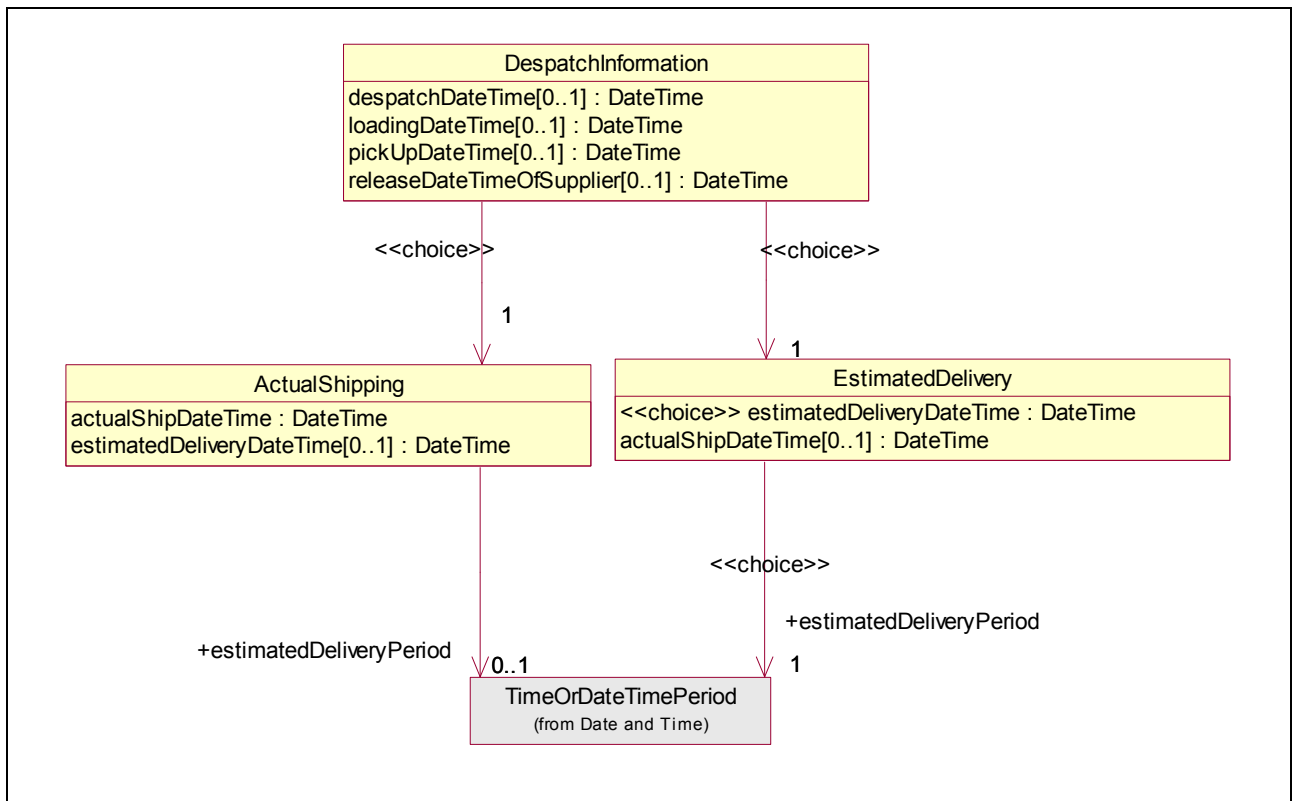 DespatchInformation
despatchDateTime[0..1] : DateTime
loadingDateTime[0..1] : DateTime
pickUpDateTime[0..1] : DateTime
releaseDateTimeOfSupplier[0..1] : DateTime
<<choice>>
<<choice>>
1
1
ActualShipping
actualShipDateTime : DateTime
estimatedDeliveryDateTime[0..1] : DateTime
EstimatedDelivery
<<choice>> estimatedDeliveryDateTime : DateTime
actualShipDateTime[0..1] : DateTime
<<choice>>
+estimatedDeliveryPeriod
0..1
+estimatedDeliveryPeriod
1
TimeOrDateTimePeriod
(from Date and Time)